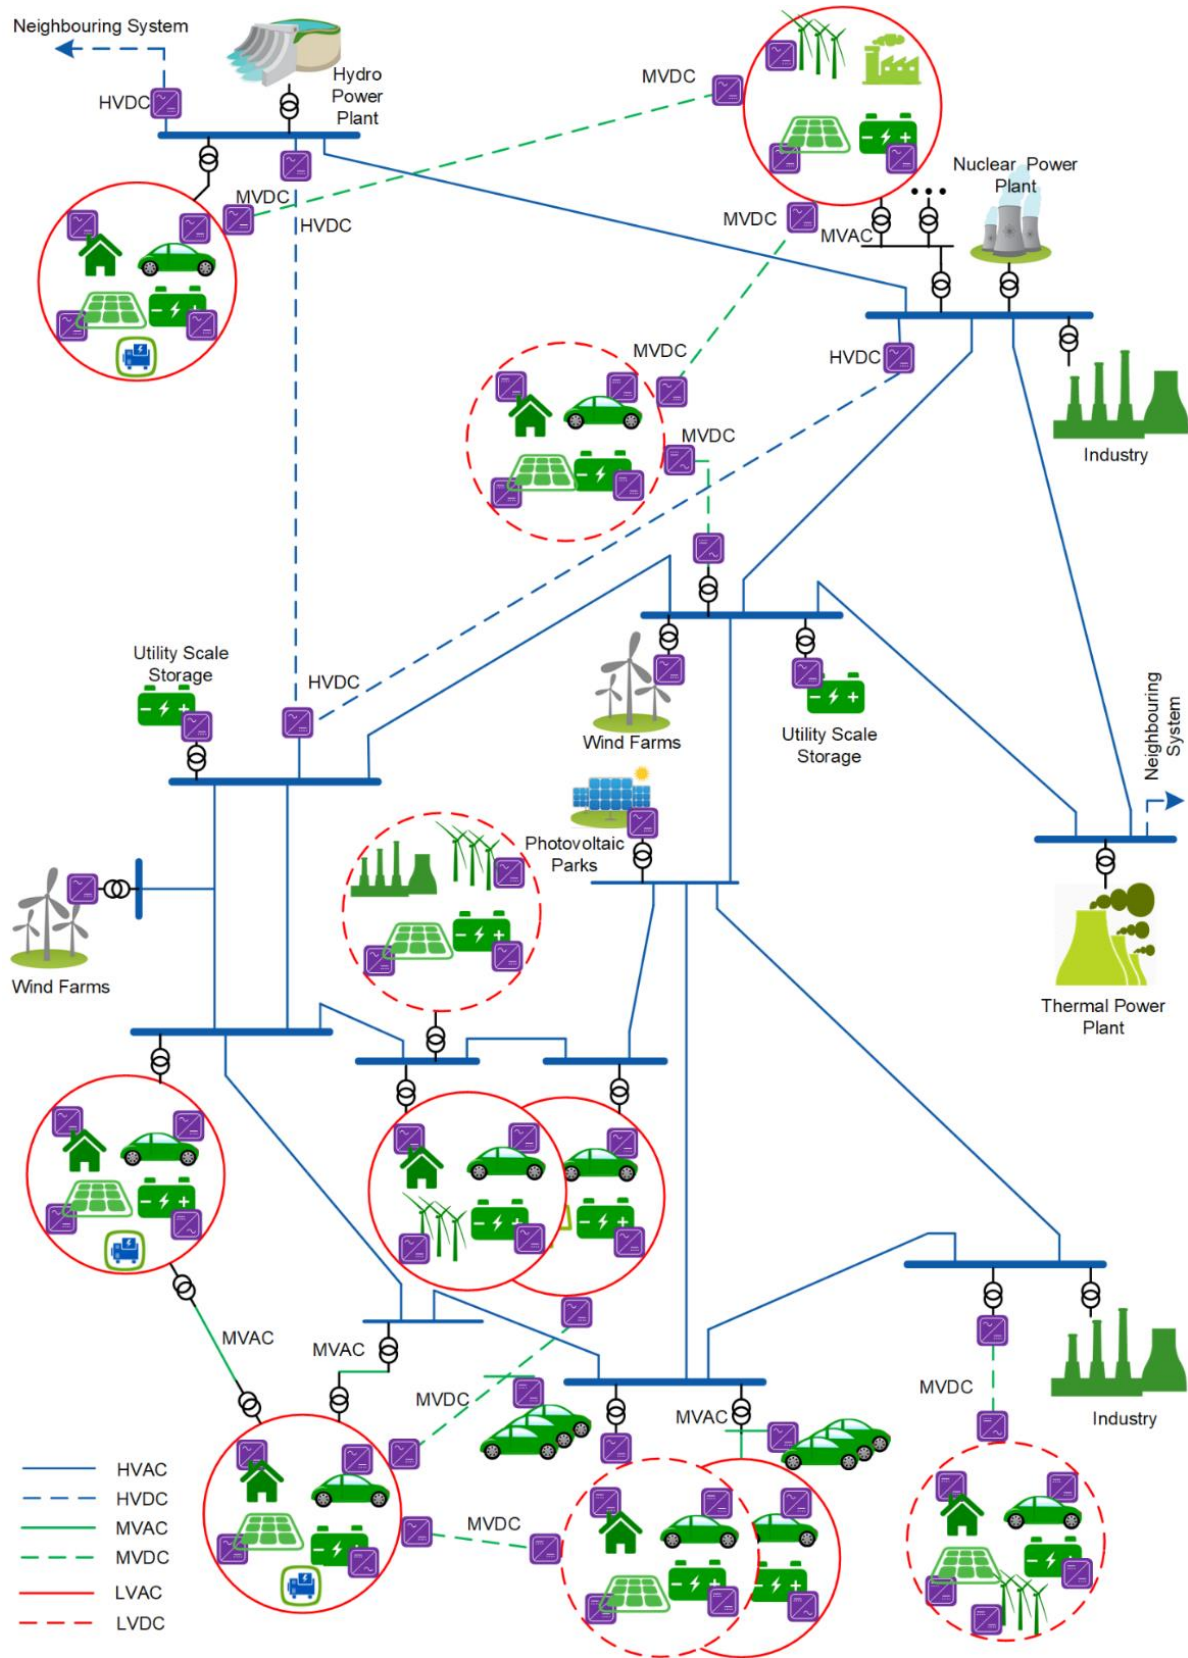 Neighbouring System
HVDC
Hydro
Power
Plant
MVDC
MVDC
HVDC
MVDC
MVAC
Nuclear Power
Plant
MVDC
HVDC
MVDC
Industry
Utility Scale
Storage
HVDC
Wind Farms
Utility Scale
Storage
Neighbouring
System
Photovoltaic
Parks
Wind Farms
Thermal Power
Plant
MVAC
MVAC
MVDC
MVAC
MVDC
Industry
MVDC
HVAC
HVDC
MVAC
MVDC
LVAC
LVDC